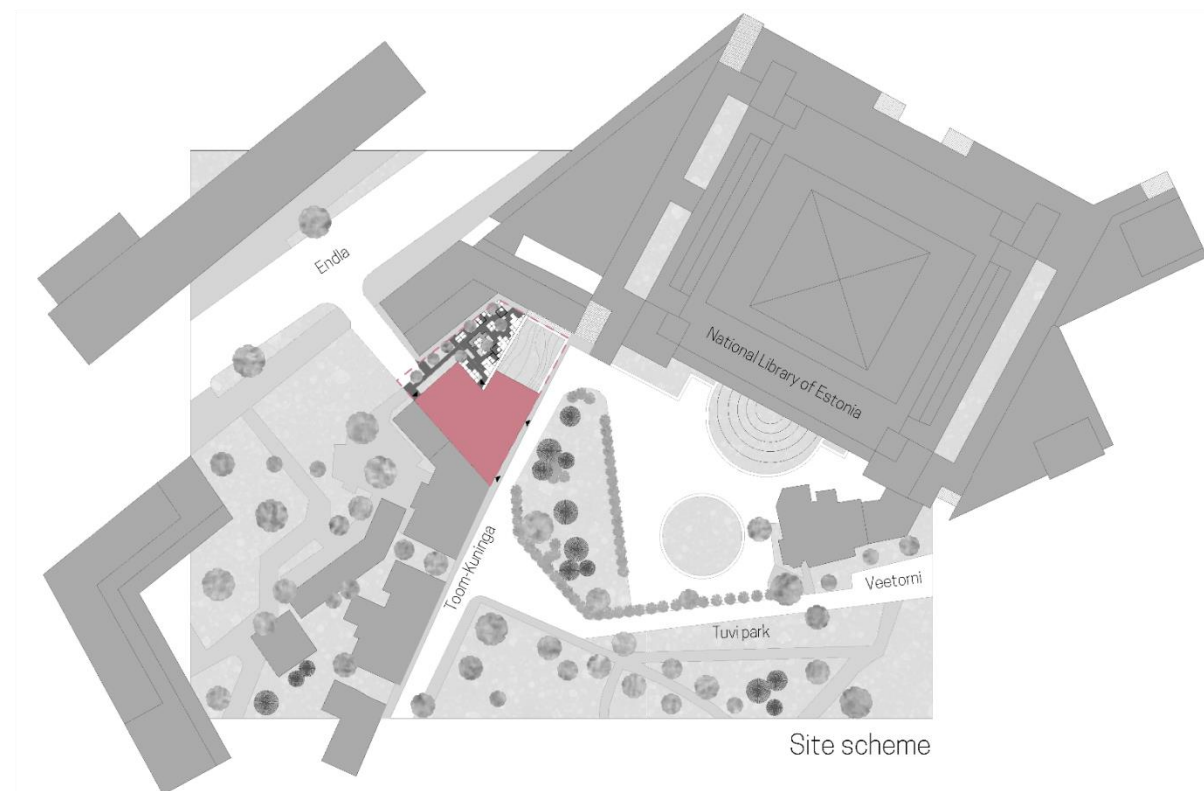 Endla
National Library of Estonia
Toom-Kuninga
Veetorni
Tuvi park
Site scheme